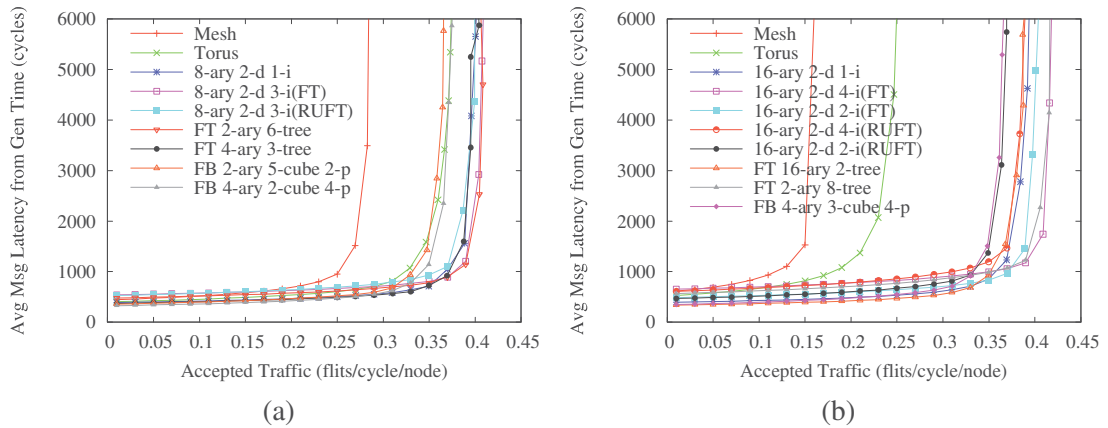 Avg Msg Latency from Gen Time (cycles)
6000
5000
4000
3000
2000
1000
0
Mesh
Torus
8-ary 2-d 1-i
8-ary 2-d 3-i(FT)
8-ary 2-d 3-i(RUFT)
FT 2-ary 6-tree
FT 4-ary 3-tree
FB 2-ary 5-cube 2-p
FB 4-ary 2-cube 4-p
0 0.05 0.1 0.15 0.2 0.25 0.3 0.35 0.4 0.45
Accepted Traffic (flits/cycle/node)
(a)
Avg Msg Latency from Gen Time (cycles)
6000
5000
4000
3000
2000
1000
0
Mesh
Torus
16-ary 2-d 1-i
16-ary 2-d 4-i(FT)
16-ary 2-d 2-i(FT)
16-ary 2-d 4-i(RUFT)
16-ary 2-d 2-i(RUFT)
FT 16-ary 2-tree
FT 2-ary 8-tree
FB 4-ary 3-cube 4-p
0 0.05 0.1 0.15 0.2 0.25 0.3 0.35 0.4 0.45
Accepted Traffic (flits/cycle/node)
(b)